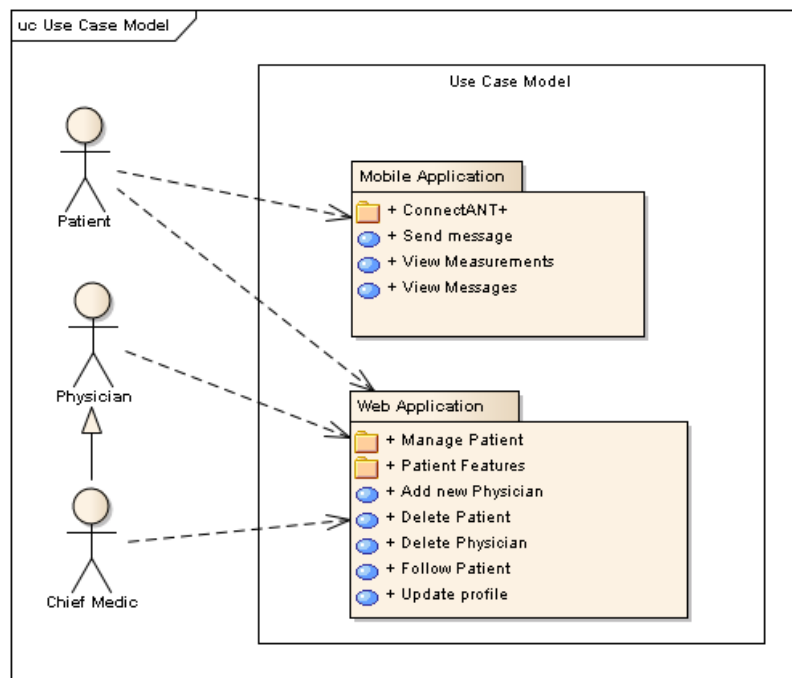 uc Use Case Model
Use Case Model
Patient
Mobile Application
+ ConnectANT+
+ Send message
+ View Measurements
+ View Messages
Physician
Web Application
+ Manage Patient
+ Patient Features
+ Add new Physician
+ Delete Patient
+ Delete Physician
+ Follow Patient
+ Update profile
Chief Medic